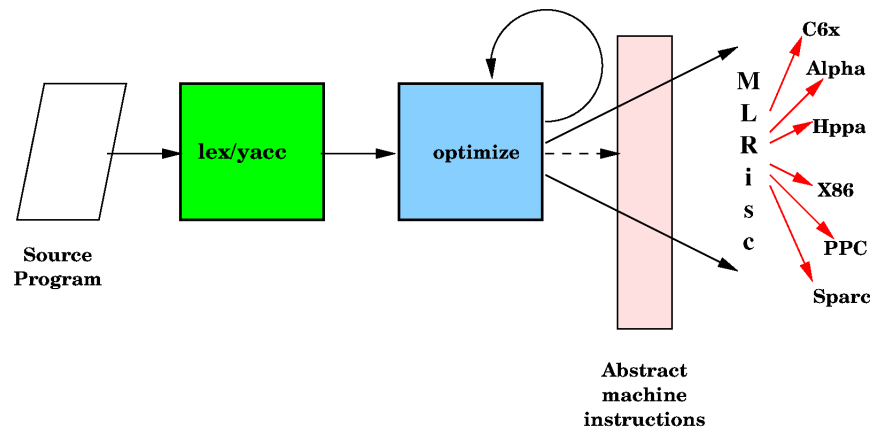 lex/yacc
optimize
Source
Program
Abstract
machine
instructions
M
L
R
i
s
c
C6x
Alpha
Hppa
X86
PPC
Sparc